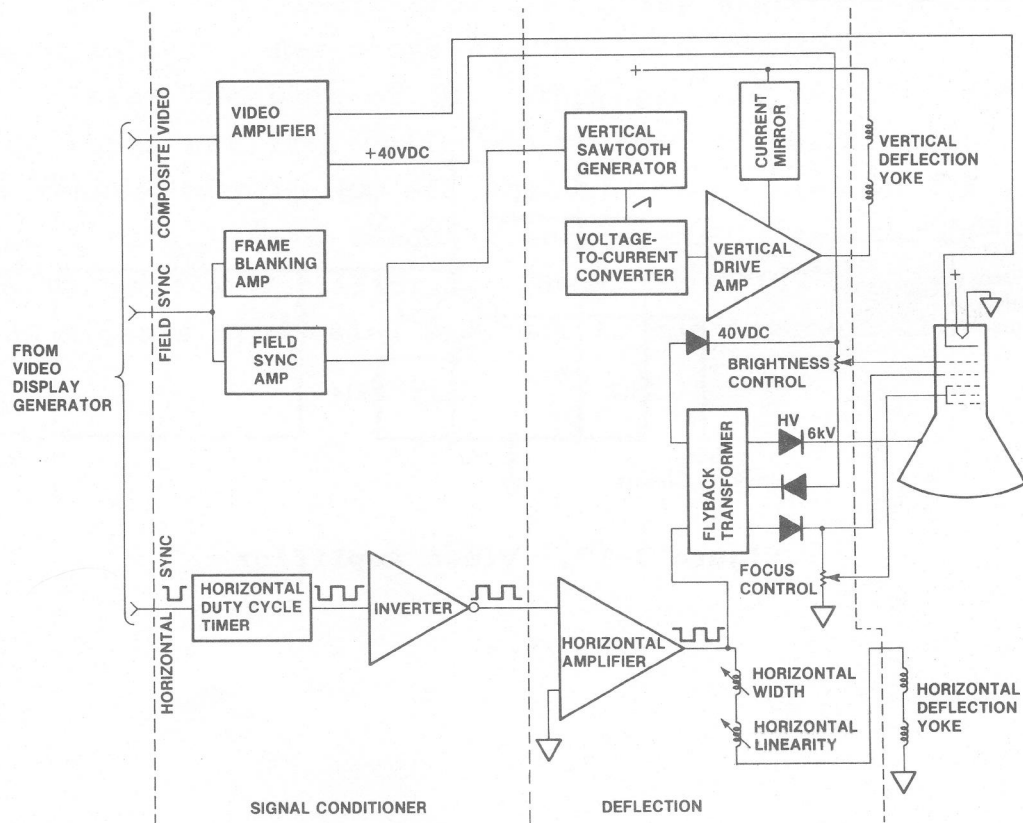 COMPOSITE VIDEO
VIDEO
AMPLIFIER
+40VDC
VERTICAL
SAWTOOTH
GENERATOR
+
CURRENT
MIRROR
VERTICAL
DEFLECTION
YOKE
VOLTAGE-
TO-CURRENT
CONVERTER
VERTICAL
DRIVE
AMP
FIELD SYNC
FRAME
BLANKING
AMP
FIELD
SYNC
AMP
FROM
VIDEO
DISPLAY
GENERATOR
40VDC
BRIGHTNESS
CONTROL
+
FLYBACK
TRANSFORMER
HV
6kV
FOCUS
CONTROL
HORIZONTAL SYNC
HORIZONTAL
DUTY CYCLE
TIMER
INVERTER
HORIZONTAL
AMPLIFIER
HORIZONTAL
WIDTH
HORIZONTAL
LINEARITY
HORIZONTAL
DEFLECTION
YOKE
SIGNAL CONDITIONER
DEFLECTION